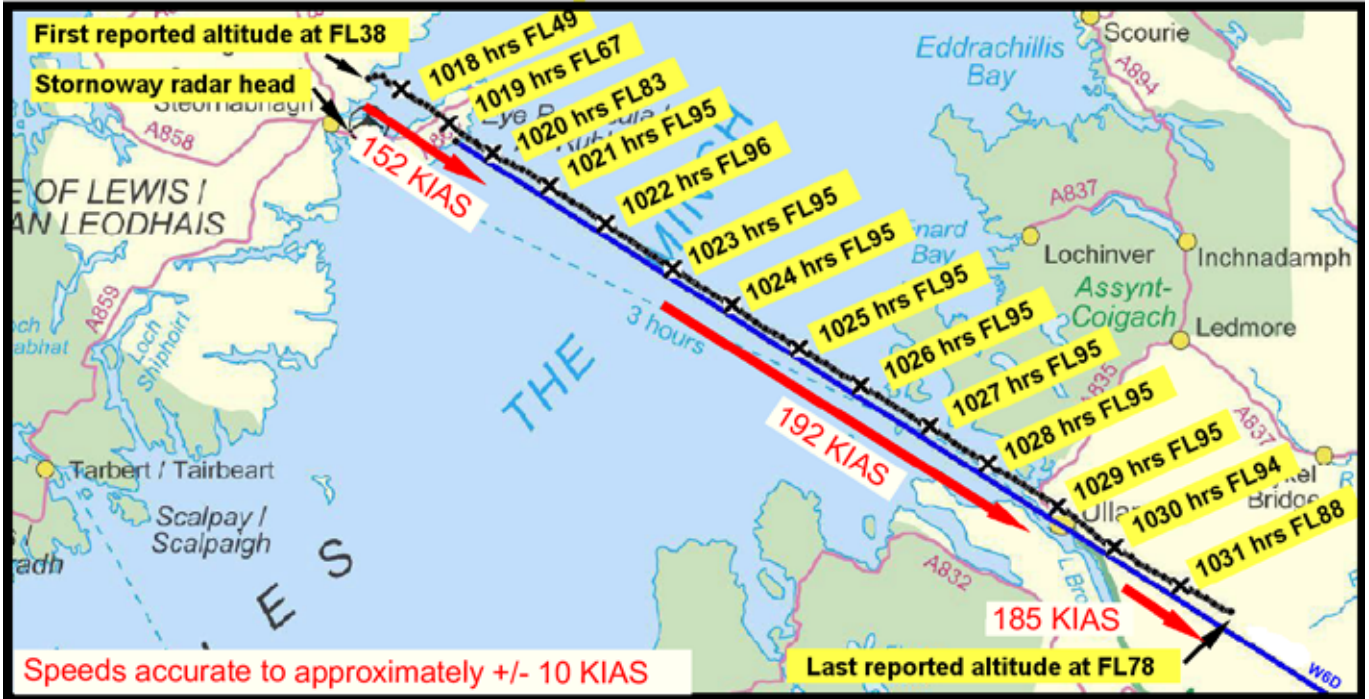 First reported altitude at FL38
Stornoway radar head
1018 hrs FL49
1019 hrs FL67
1020 hrs FL83
1021 hrs FL95
1022 hrs FL96
1023 hrs FL95
1024 hrs FL95
1025 hrs FL95
1026 hrs FL95
1027 hrs FL95
1028 hrs FL95
1029 hrs FL95
1030 hrs FL94
1031 hrs FL88
Eddrachillis
Bay
Scourie
A894
A858
152 KIAS
E OF LEWIS /
AN LEODHAIS
A859
Loch
Shiphoirt
THE
MINCH
3 hours
192 KIAS
Bay
A837
Lochinver
Inchnadamph
Assynt-
Coigach
Ledmore
A835
A837
Bridge
Tarbert / Tairbeart
Scalpay /
Scalpaigh
E S
A832
185 KIAS
Last reported altitude at FL78
W6D
Speeds accurate to approximately +/- 10 KIAS